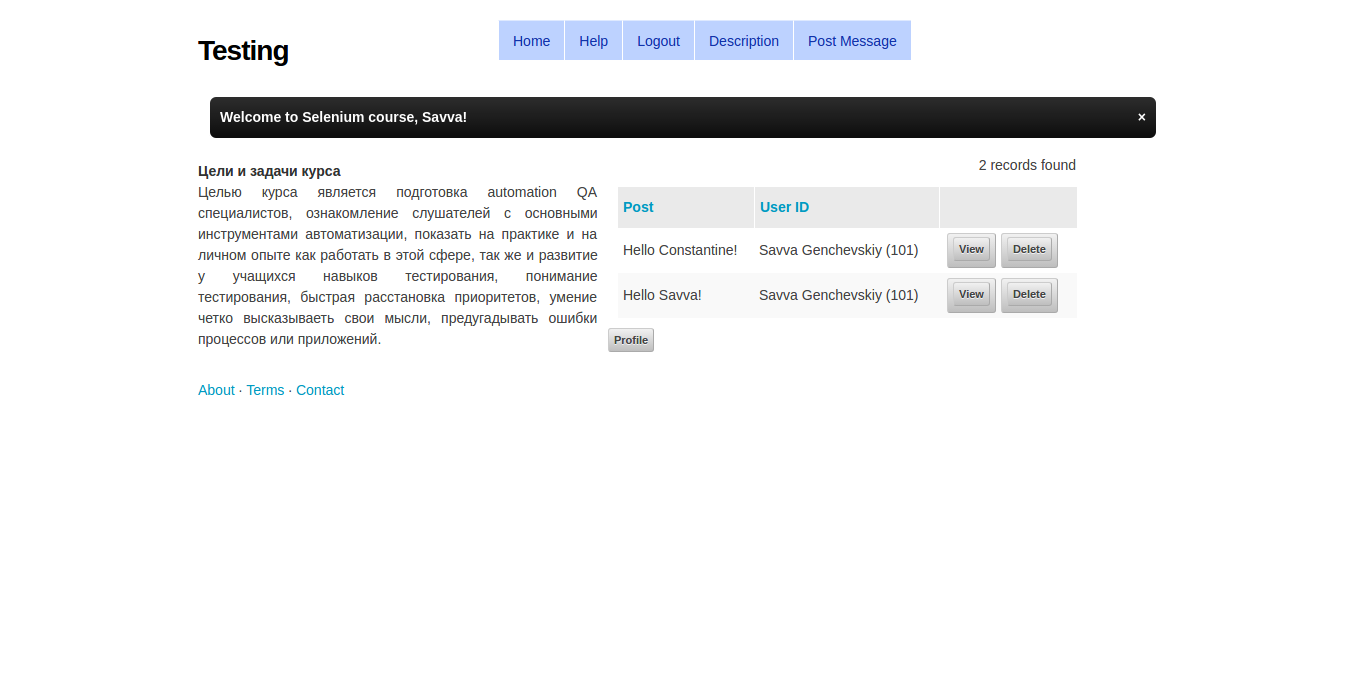 Testing
Home Help Logout Description Post Message
Welcome to Selenium course, Savva! ×
Цели и задачи курса
Целью курса является подготовка automation QA
специалистов, ознакомление слушателей с основными
инструментами автоматизации, показать на практике и на
личном опыте как работать в этой сфере, так же и развитие
у учащихся навыков тестирования, понимание
тестирования, быстрая расстановка приоритетов, умение
четко высказываеть свои мысли, предугадывать ошибки
процессов или приложений.
2 records found
Post User ID
Hello Constantine! Savva Genchevskiy (101) View Delete
Hello Savva! Savva Genchevskiy (101) View Delete
Profile
About · Terms · Contact